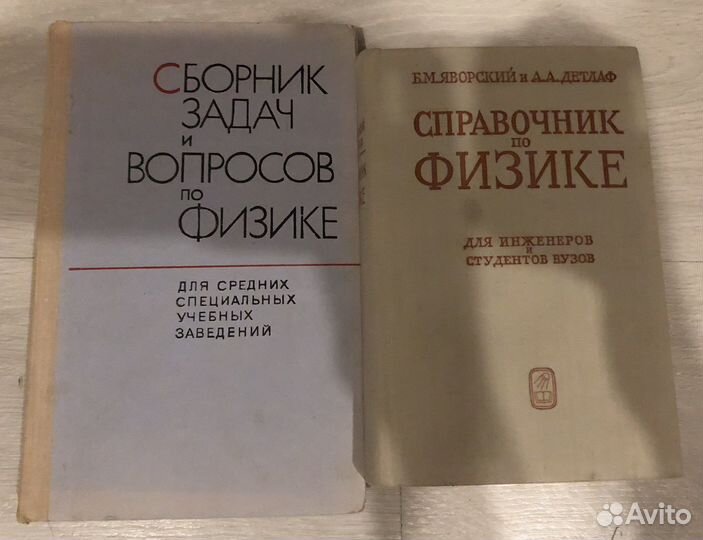 СБОРНИК
ЗАДАЧ
И
ВОПРОСОВ
ПО
ФИЗИКЕ
ДЛЯ СРЕДНИХ
СПЕЦИАЛЬНЫХ
УЧЕБНЫХ
ЗАВЕДЕНИЙ
Б.М.ЯВОРСКИЙ и А.А.ДЕТЛАФ
СПРАВОЧНИК
ПО
ФИЗИКЕ
ДЛЯ ИНЖЕНЕРОВ
И
СТУДЕНТОВ ВУЗОВ
Avito